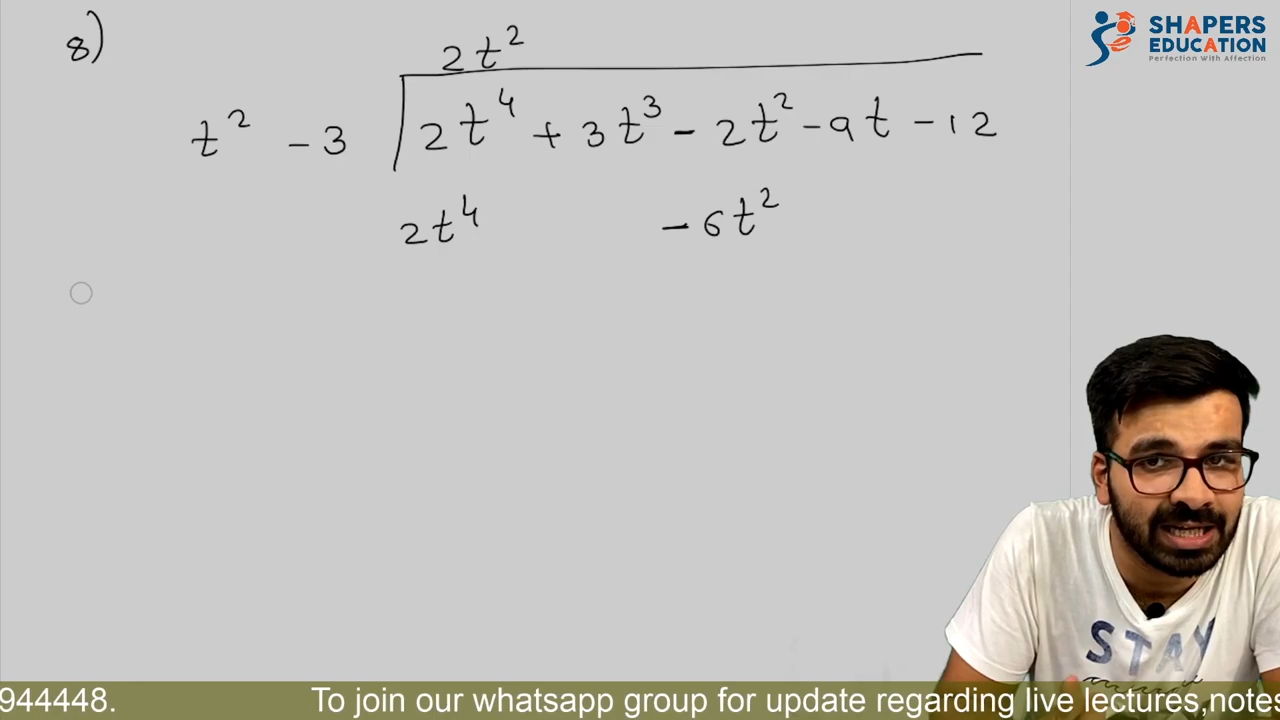 8)
2t²
t² - 3 2t⁴ + 3t³ - 2t² - 9t - 12
2t⁴ - 6t²
SHAPERS
EDUCATION
Perfection With Affection
STAY
944448. To join our whatsapp group for update regarding live lectures,notes